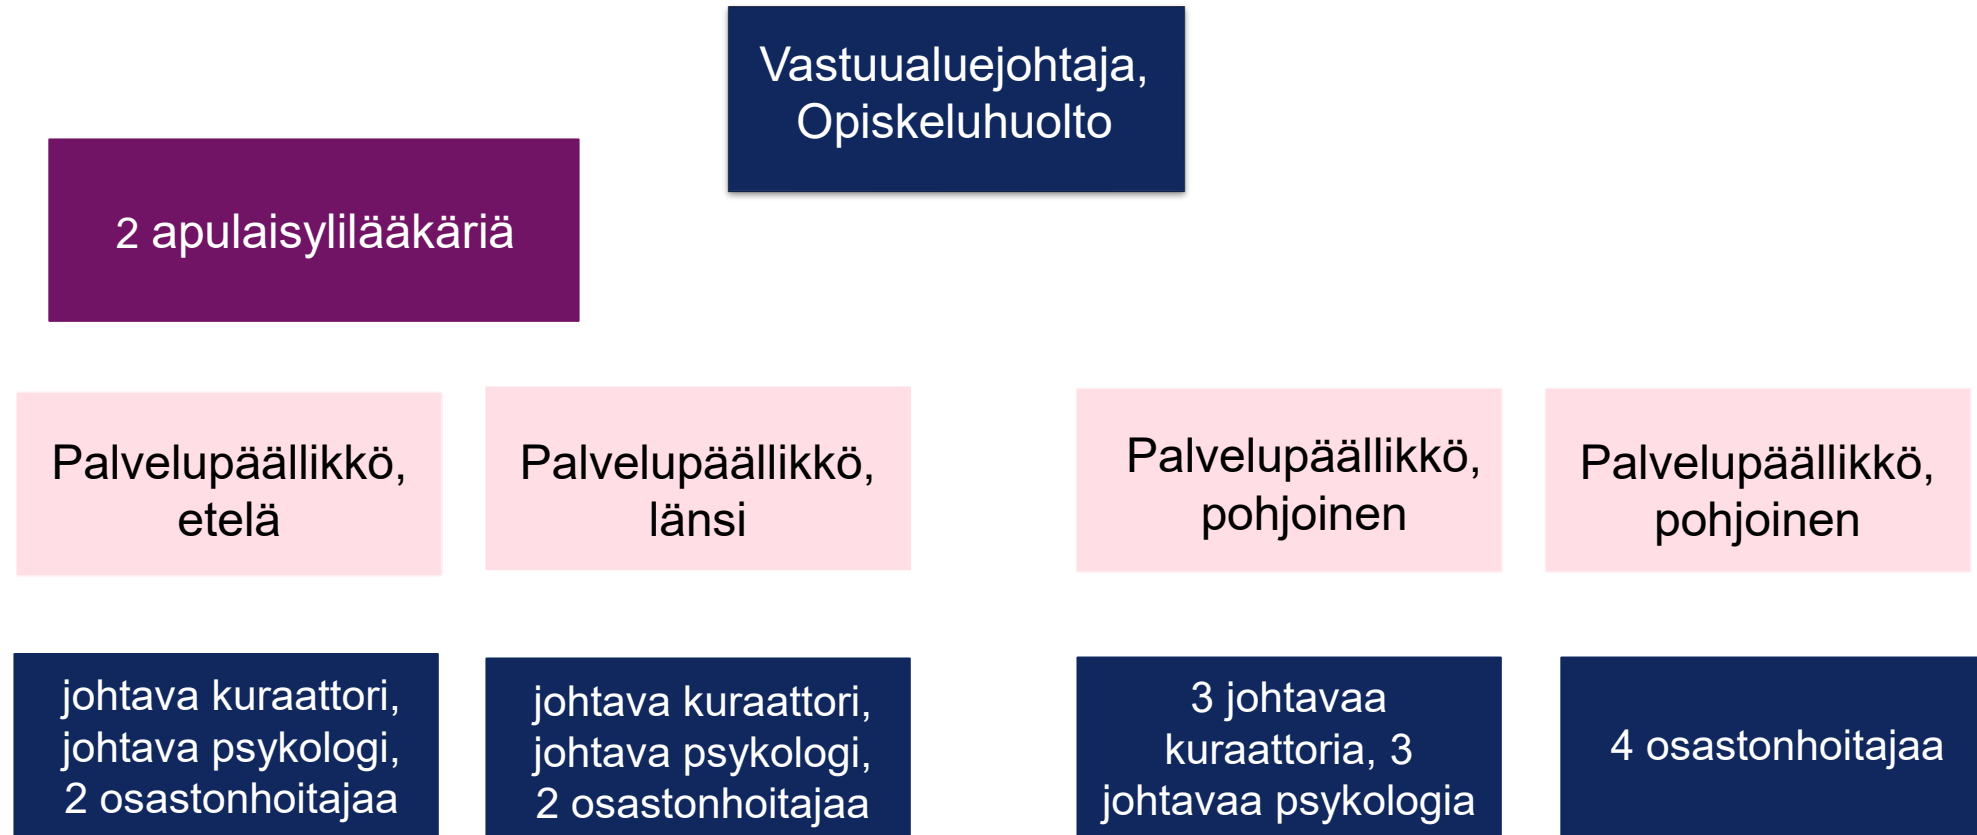 Vastuualuejohtaja,
Opiskeluhuolto
2 apulaisylilääkäriä
Palvelupäällikkö,
etelä
Palvelupäällikkö,
länsi
Palvelupäällikkö,
pohjoinen
Palvelupäällikkö,
pohjoinen
johtava kuraattori,
johtava psykologi,
2 osastonhoitajaa
johtava kuraattori,
johtava psykologi,
2 osastonhoitajaa
3 johtavaa
kuraattoria, 3
johtavaa psykologia
4 osastonhoitajaa